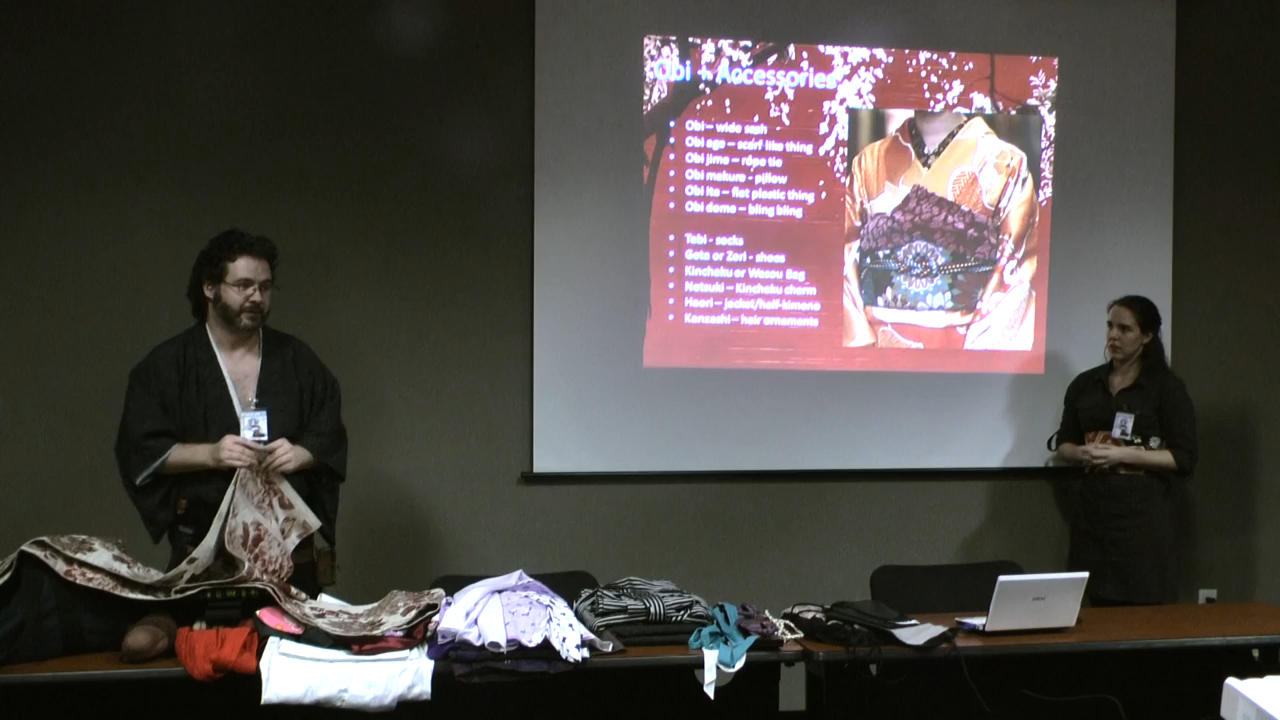 Obi + Accessories
• Obi – wide sash
• Obi age – scarf like thing
• Obi jime – rope tie
• Obi makura - pillow
• Obi ita – flat plastic thing
• Obi dome – bling bling
• Tabi - socks
• Geta or Zori - shoes
• Kinchaku or Wasou Bag
• Netsuki – Kinchaku charm
• Haori – jacket/half-kimono
• Kanzashi – hair ornaments